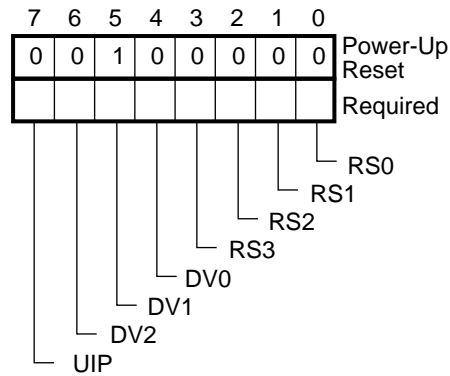 7 6 5 4 3 2 1 0
0 0 1 0 0 0 0 0 Power-Up
Reset
Required
RS0
RS1
RS2
RS3
DV0
DV1
DV2
UIP